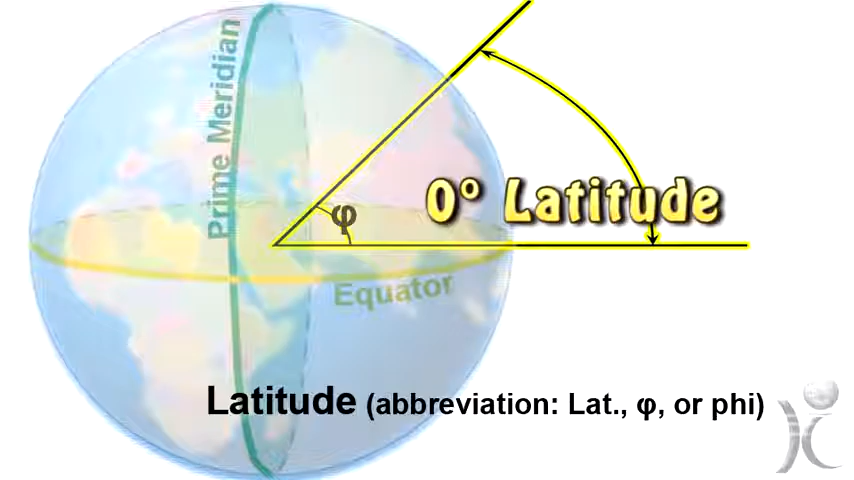 Prime Meridian
φ
0° Latitude
Equator
Latitude (abbreviation: Lat., φ, or phi)